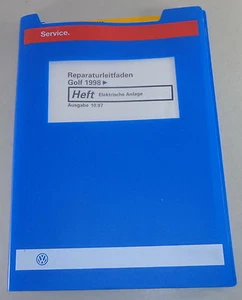 Service.
Reparaturleitfaden
Golf 1998 ►
Heft Elektrische Anlage
Ausgabe 10.97